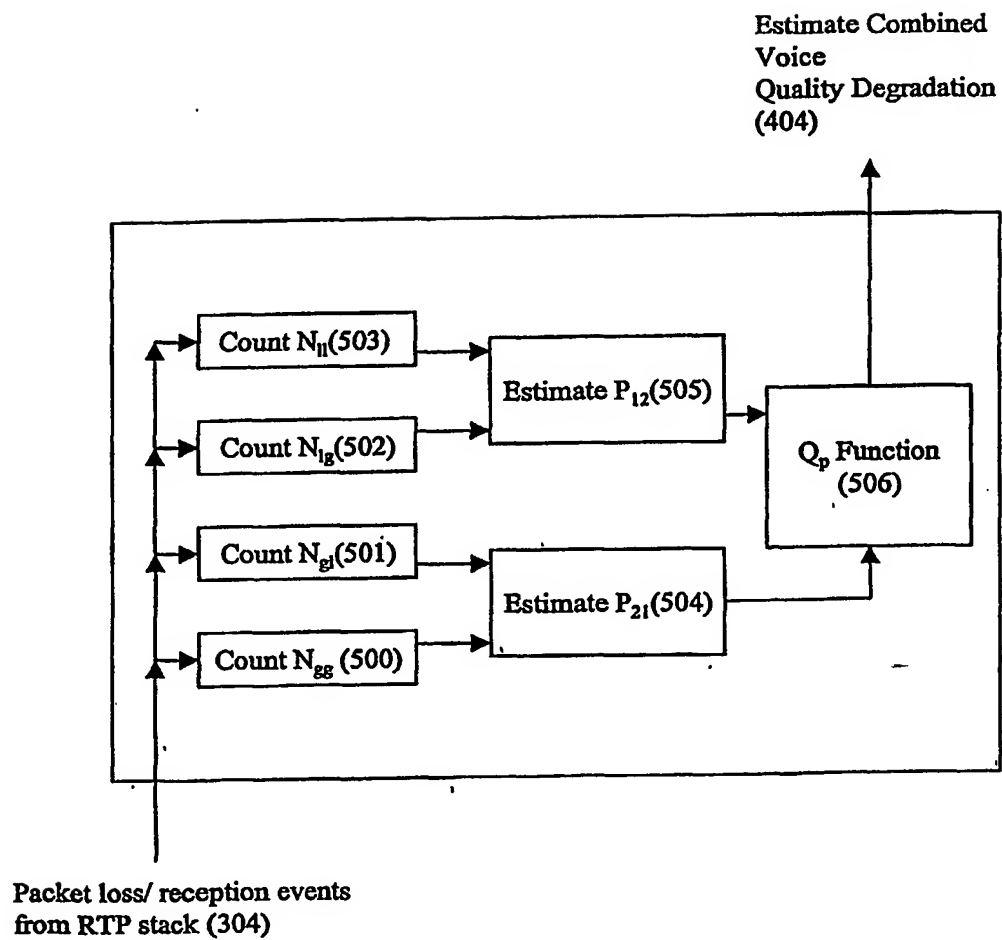 Estimate Combined
Voice
Quality Degradation
(404)
Count N_ll(503)
Count N_lg(502)
Count N_gl(501)
Count N_gg (500)
Estimate P_12(505)
Estimate P_21(504)
Q_p Function
(506)
Packet loss/ reception events
from RTP stack (304)